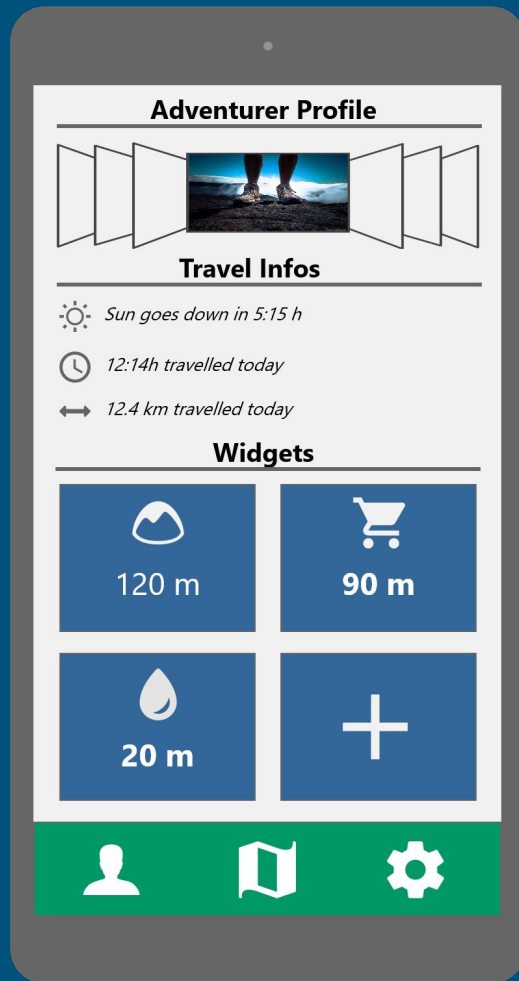 Adventurer Profile
Travel Infos
Sun goes down in 5:15 h
12:14h travelled today
12.4 km travelled today
Widgets
120 m
90 m
20 m